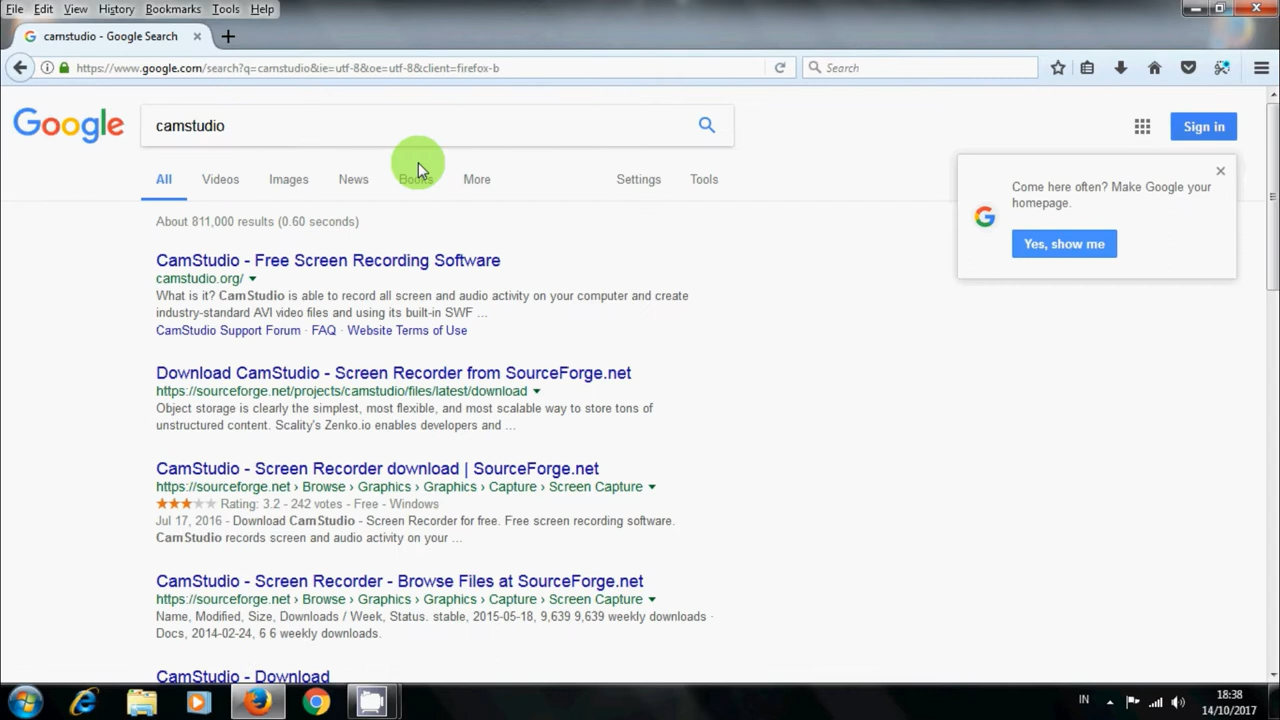 File Edit View History Bookmarks Tools Help
camstudio - Google Search
https://www.google.com/search?q=camstudio&ie=utf-8&oe=utf-8&client=firefox-b
Search
Google
camstudio
Sign in
All Videos Images News Books More Settings Tools
Come here often? Make Google your
homepage.
Yes, show me
About 811,000 results (0.60 seconds)
CamStudio - Free Screen Recording Software
camstudio.org/
What is it? CamStudio is able to record all screen and audio activity on your computer and create
industry-standard AVI video files and using its built-in SWF ...
CamStudio Support Forum · FAQ · Website Terms of Use
Download CamStudio - Screen Recorder from SourceForge.net
https://sourceforge.net/projects/camstudio/files/latest/download
Object storage is clearly the simplest, most flexible, and most scalable way to store tons of
unstructured content. Scality's Zenko.io enables developers and ...
CamStudio - Screen Recorder download | SourceForge.net
https://sourceforge.net › Browse › Graphics › Graphics › Capture › Screen Capture
Rating: 3.2 - 242 votes - Free - Windows
Jul 17, 2016 - Download CamStudio - Screen Recorder for free. Free screen recording software.
CamStudio records screen and audio activity on your ...
CamStudio - Screen Recorder - Browse Files at SourceForge.net
https://sourceforge.net › Browse › Graphics › Graphics › Capture › Screen Capture
Name, Modified, Size, Downloads / Week, Status. stable, 2015-05-18, 9,639 9,639 weekly downloads ·
Docs, 2014-02-24, 6 6 weekly downloads.
CamStudio - Download
IN
18:38
14/10/2017